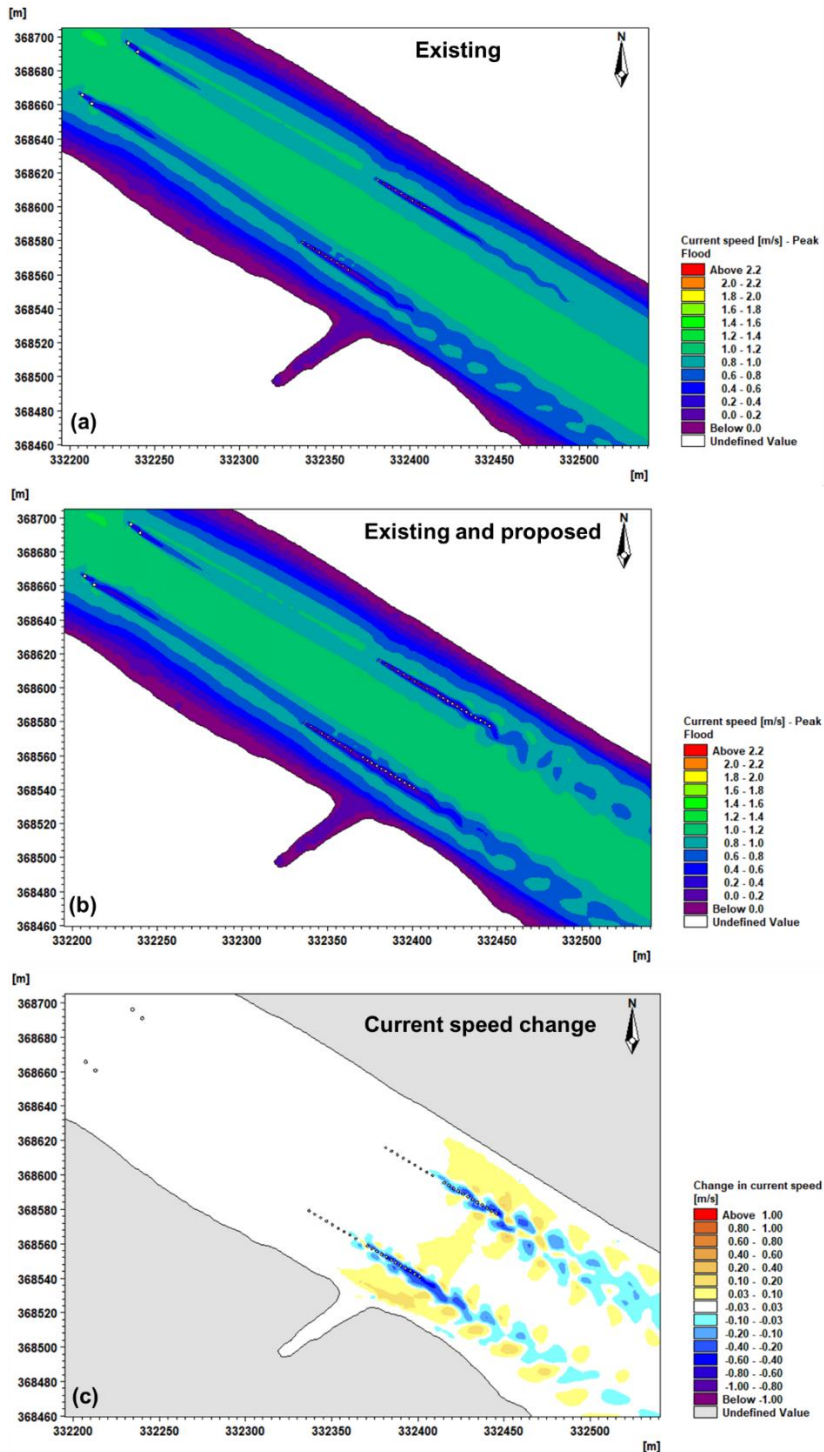 [m]
368700
368680
368660
368640
368620
368600
368580
368560
368540
368520
368500
368480
368460
Existing
N
(a)
332200 332250 332300 332350 332400 332450 332500
[m]
Current speed [m/s] - Peak
Flood
Above 2.2
2.0 - 2.2
1.8 - 2.0
1.6 - 1.8
1.4 - 1.6
1.2 - 1.4
1.0 - 1.2
0.8 - 1.0
0.6 - 0.8
0.4 - 0.6
0.2 - 0.4
0.0 - 0.2
Below 0.0
Undefined Value
[m]
368700
368680
368660
368640
368620
368600
368580
368560
368540
368520
368500
368480
368460
Existing and proposed
N
(b)
332200 332250 332300 332350 332400 332450 332500
[m]
Current speed [m/s] - Peak
Flood
Above 2.2
2.0 - 2.2
1.8 - 2.0
1.6 - 1.8
1.4 - 1.6
1.2 - 1.4
1.0 - 1.2
0.8 - 1.0
0.6 - 0.8
0.4 - 0.6
0.2 - 0.4
0.0 - 0.2
Below 0.0
Undefined Value
[m]
368700
368680
368660
368640
368620
368600
368580
368560
368540
368520
368500
368480
368460
Current speed change
N
(c)
332200 332250 332300 332350 332400 332450 332500
[m]
Change in current speed
[m/s]
Above 1.00
0.80 - 1.00
0.60 - 0.80
0.40 - 0.60
0.20 - 0.40
0.10 - 0.20
0.03 - 0.10
-0.03 - 0.03
-0.10 - -0.03
-0.20 - -0.10
-0.40 - -0.20
-0.60 - -0.40
-0.80 - -0.60
-1.00 - -0.80
Below -1.00
Undefined Value